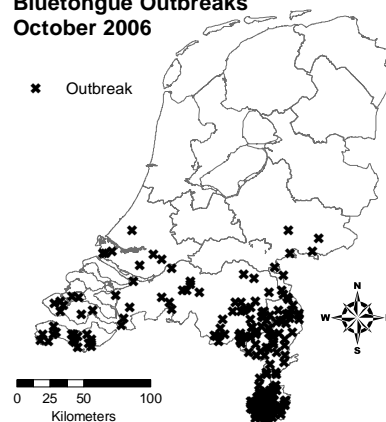 Bluetongue Outbreaks
October 2006
Outbreak
N
W E
S
0 25 50 100
Kilometers